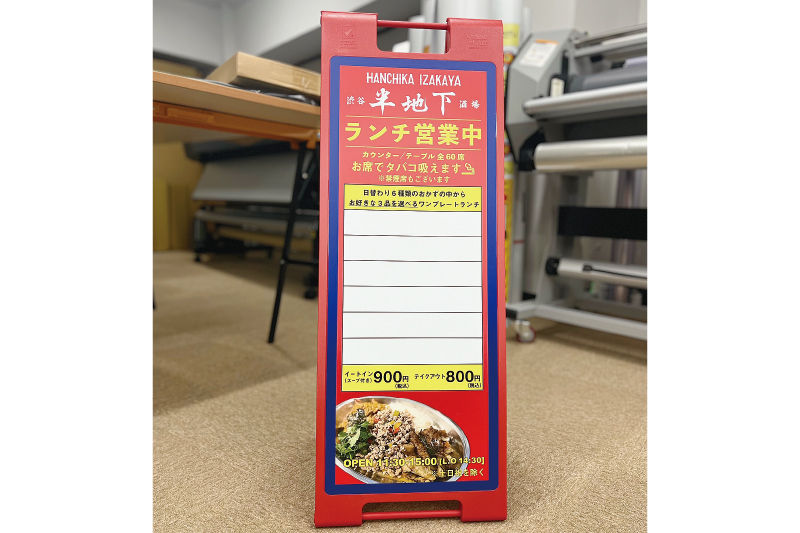 HANCHIKA IZAKAYA
渋谷 半地下 酒場
ランチ営業中
カウンター/テーブル全60席
お席でタバコ吸えます
※禁煙席もございます
日替わり6種類のおかずの中から
お好きな3品を選べるワンプレートランチ
イートイン (スープ付き) 900円 (税込) テイクアウト 800円 (税込)
OPEN 11:30-15:00 [L.O 14:30]
※土日祝を除く